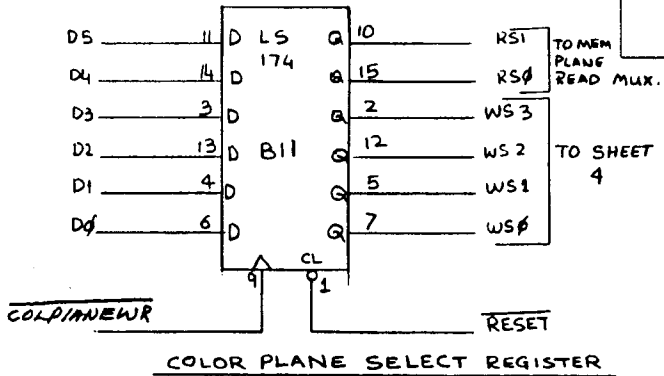 D5 11 D LS Q 10 RS1 TO MEM
174 PLANE
D4 14 D Q 15 RSØ READ MUX.
D3 3 D Q 2 WS3
D2 13 D B11 Q 12 WS2 TO SHEET
4
D1 4 D Q 5 WS1
DØ 6 D Q 7 WSØ
CL
9 1
COLPLANEWR RESET
COLOR PLANE SELECT REGISTER